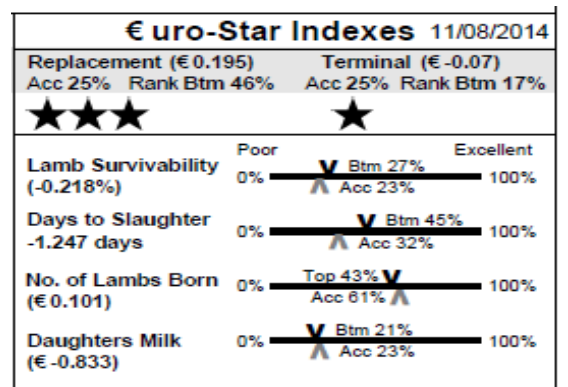 € uro-Star Indexes 11/08/2014
Replacement (€ 0.195) Terminal (€ -0.07)
Acc 25% Rank Btm 46% Acc 25% Rank Btm 17%
Poor Excellent
Lamb Survivability
(-0.218%)
0% Btm 27% 100%
Acc 23%
Days to Slaughter
-1.247 days
0% Btm 45% 100%
Acc 32%
No. of Lambs Born
(€ 0.101)
0% Top 43% 100%
Acc 61%
Daughters Milk
(€ -0.833)
0% Btm 21% 100%
Acc 23%